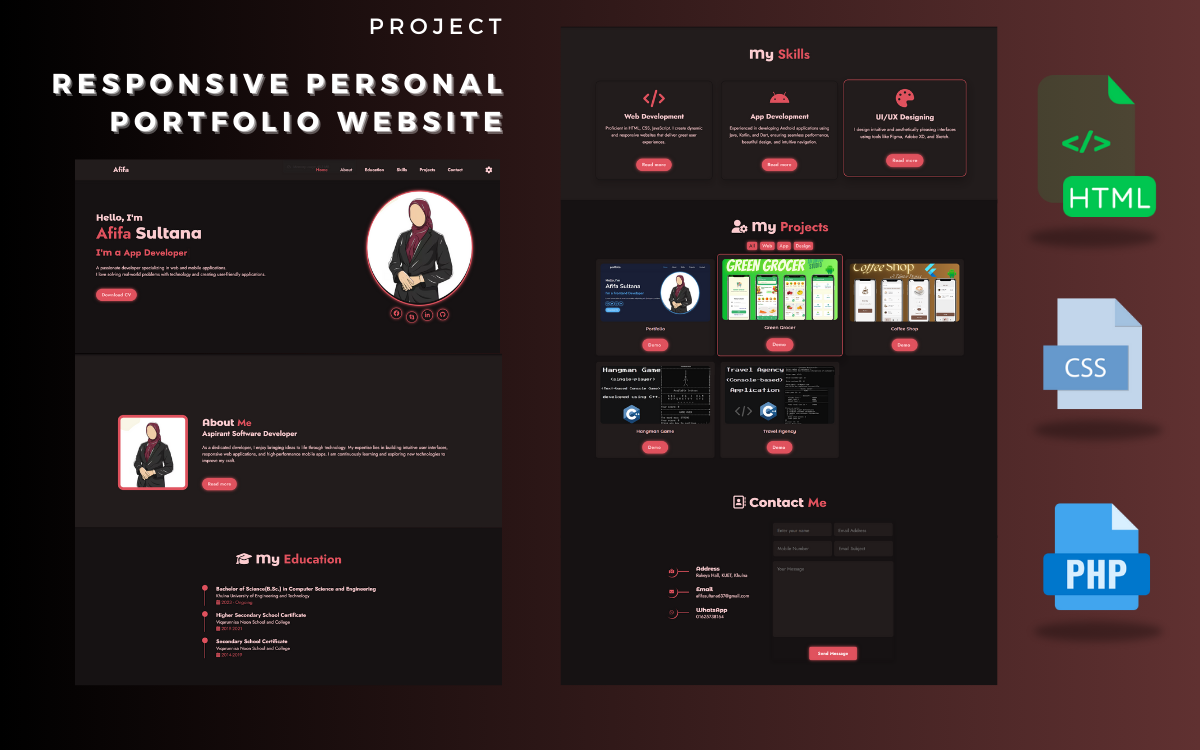 PROJECT
RESPONSIVE PERSONAL
PORTFOLIO WEBSITE
Afifa
Home About Education Skills Projects Contact
Hello, I'm
Afifa Sultana
I'm a App Developer
A passionate developer specializing in web and mobile applications.
I love solving real-world problems with technology and creating user-friendly applications.
Download CV
About Me
Aspirant Software Developer
As a dedicated developer, I enjoy bringing ideas to life through technology. My expertise lies in building intuitive user interfaces,
responsive web applications, and high-performance mobile apps. I am continuously learning and exploring new technologies to
improve my craft.
Read more
My Education
Bachelor of Science(B.Sc.) in Computer Science and Engineering
Khulna University of Engineering and Technology
Higher Secondary School Certificate
Viqarunnisa Noon School and College
Secondary School Certificate
Viqarunnisa Noon School and College
2014-2019
My Skills
Web Development
Proficient in HTML, CSS, JavaScript. I create dynamic
and responsive websites that deliver great user
experiences.
Read more
App Development
Experienced in developing Android applications using
Java, Kotlin, and Dart, ensuring seamless performance,
beautiful design, and intuitive navigation.
Read more
UI/UX Designing
I design intuitive and aesthetically pleasing interfaces
using tools like Figma, Adobe XD, and Sketch.
Read more
My Projects
All Web App Design
Hello, I'm
Afifa Sultana
Portfolio
Demo
GREEN GROCER
Green Grocer
Demo
Coffee Shop
Coffee Shop
Demo
Hangman Game
(single-player)
(Text-based Console Game)
developed using C++.
Hangman Game
Demo
Travel Agency
(Console-based)
Application
Travel Agency
Demo
Contact Me
Address
Rokeya Hall, KUET, Khulna
Email
WhatsApp
Enter your name Email Address
Mobile Number Email Subject
Your Message
Send Message
</>
HTML
CSS
PHP